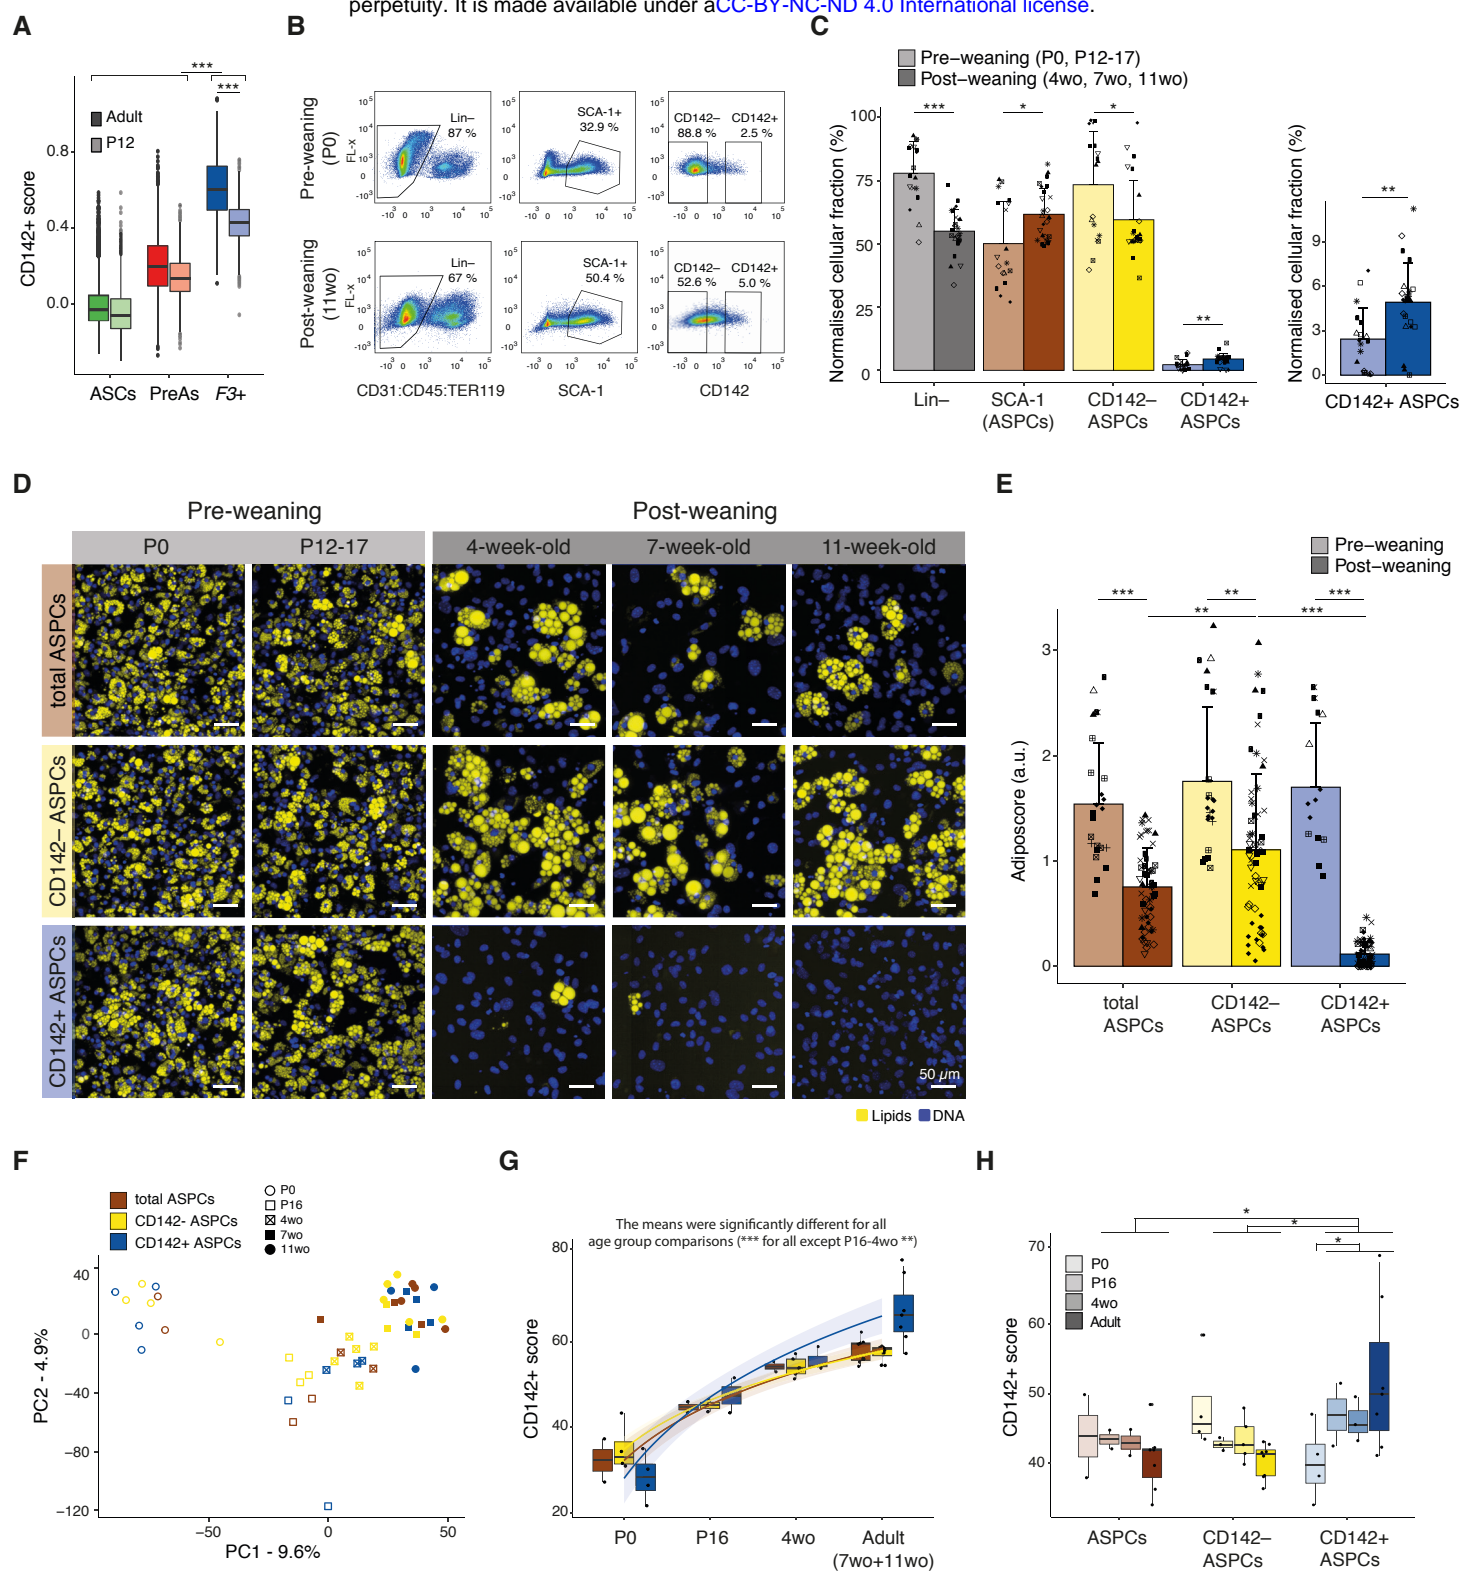 perpetuity. It is made available under aCC-BY-NC-ND 4.0 International license.
A
CD142+ score
Adult
P12
***
***
0.8
0.4
0.0
ASCs PreAs F3+
B
Pre-weaning
(P0)
FL-x
Lin–
87 %
SCA-1+
32.9 %
CD142–
88.8 %
CD142+
2.5 %
Post-weaning
(11wo)
FL-x
Lin–
67 %
SCA-1+
50.4 %
CD142–
52.6 %
CD142+
5.0 %
CD31:CD45:TER119
SCA-1
CD142
C
Pre–weaning (P0, P12-17)
Post–weaning (4wo, 7wo, 11wo)
Normalised cellular fraction (%)
100
75
50
25
0
***
*
*
**
Lin–
SCA-1
(ASPCs)
CD142–
ASPCs
CD142+
ASPCs
Normalised cellular fraction (%)
9
6
3
0
**
CD142+ ASPCs
D
Pre-weaning
Post-weaning
P0
P12-17
4-week-old
7-week-old
11-week-old
total ASPCs
CD142– ASPCs
CD142+ ASPCs
50 µm
Lipids
DNA
E
Pre–weaning
Post–weaning
***
**
***
**
***
Adiposcore (a.u.)
3
2
1
0
total
ASPCs
CD142–
ASPCs
CD142+
ASPCs
F
total ASPCs
CD142- ASPCs
CD142+ ASPCs
P0
P16
4wo
7wo
11wo
PC2 - 4.9%
40
0
−40
−80
−120
−50
0
50
PC1 - 9.6%
G
The means were significantly different for all
age group comparisons (*** for all except P16-4wo **)
CD142+ score
80
60
40
20
P0
P16
4wo
Adult
(7wo+11wo)
H
*
*
*
P0
P16
4wo
Adult
CD142+ score
70
60
50
40
ASPCs
CD142–
ASPCs
CD142+
ASPCs